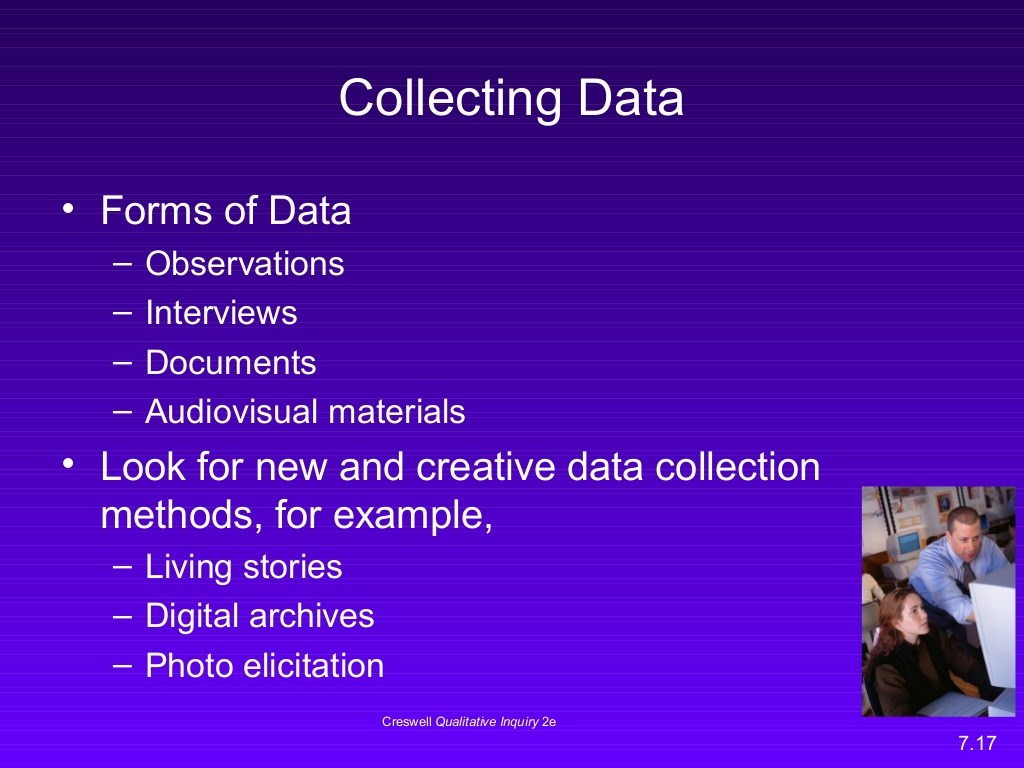 Collecting Data
• Forms of Data
– Observations
– Interviews
– Documents
– Audiovisual materials
• Look for new and creative data collection
methods, for example,
– Living stories
– Digital archives
– Photo elicitation
Creswell Qualitative Inquiry 2e
7.17